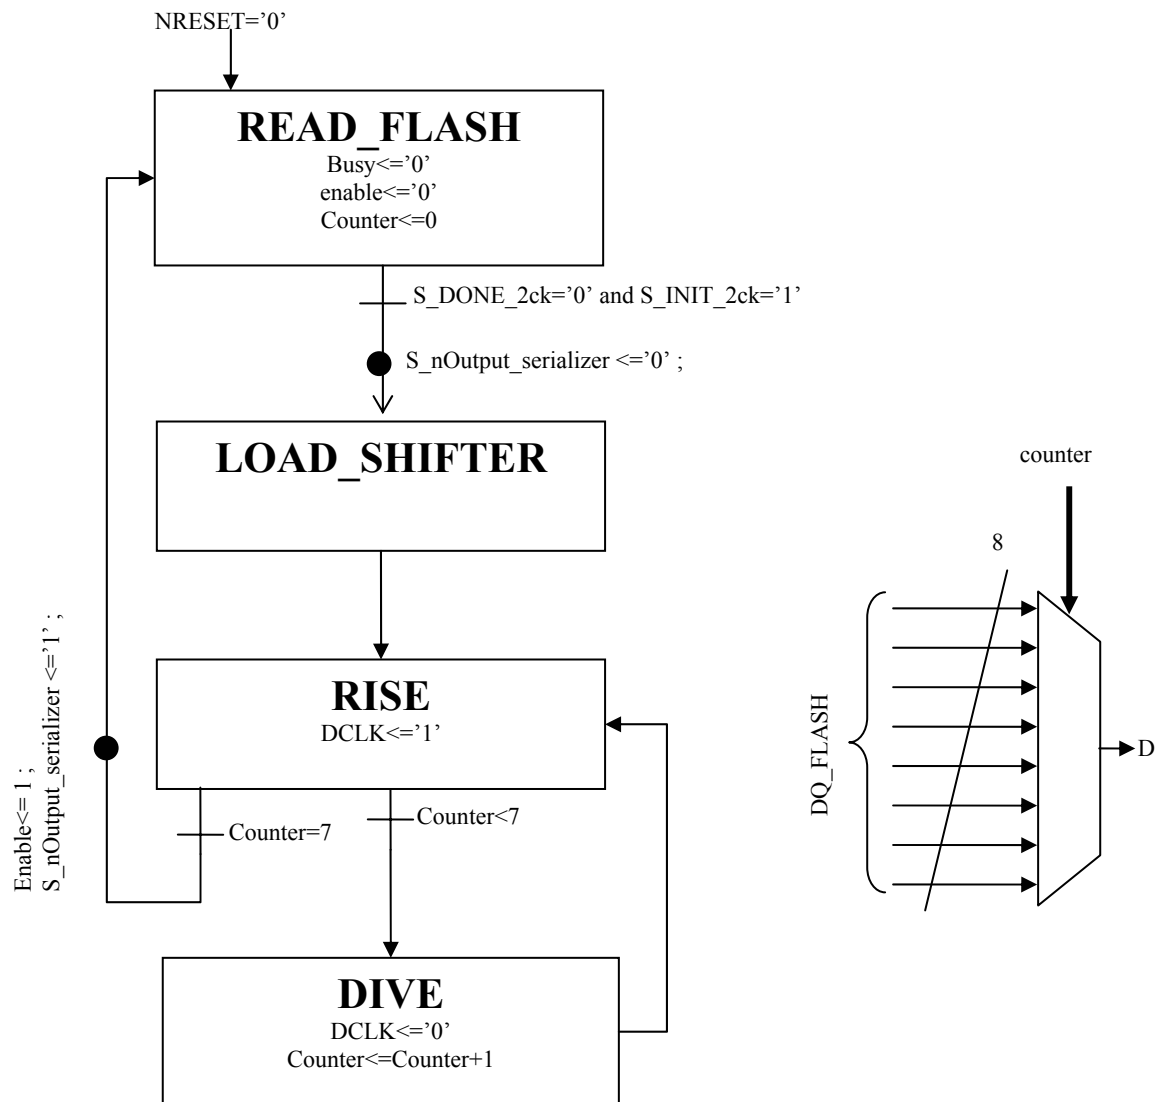 NRESET=’0’
READ_FLASH
Busy<=’0’
enable<=’0’
Counter<=0
S_DONE_2ck=’0’ and S_INIT_2ck=’1’
S_nOutput_serializer <=’0’ ;
LOAD_SHIFTER
RISE
DCLK<=’1’
Counter=7
Counter<7
Enable<= 1 ;
S_nOutput_serializer <=’1’ ;
DIVE
DCLK<=’0’
Counter<=Counter+1
counter
8
DQ_FLASH
D